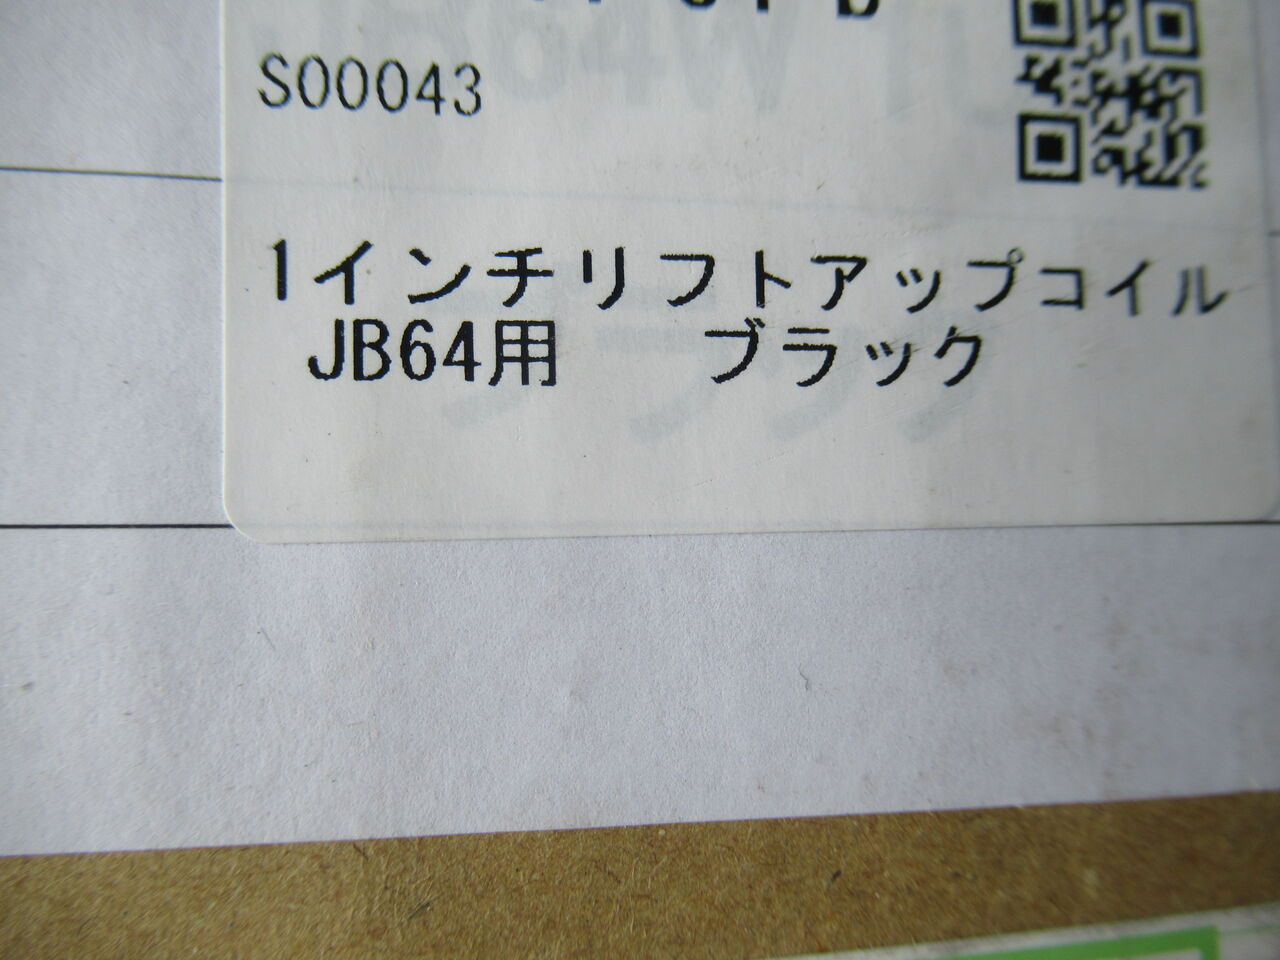 S00043
1インチリフトアップコイル
JB64用 ブラック